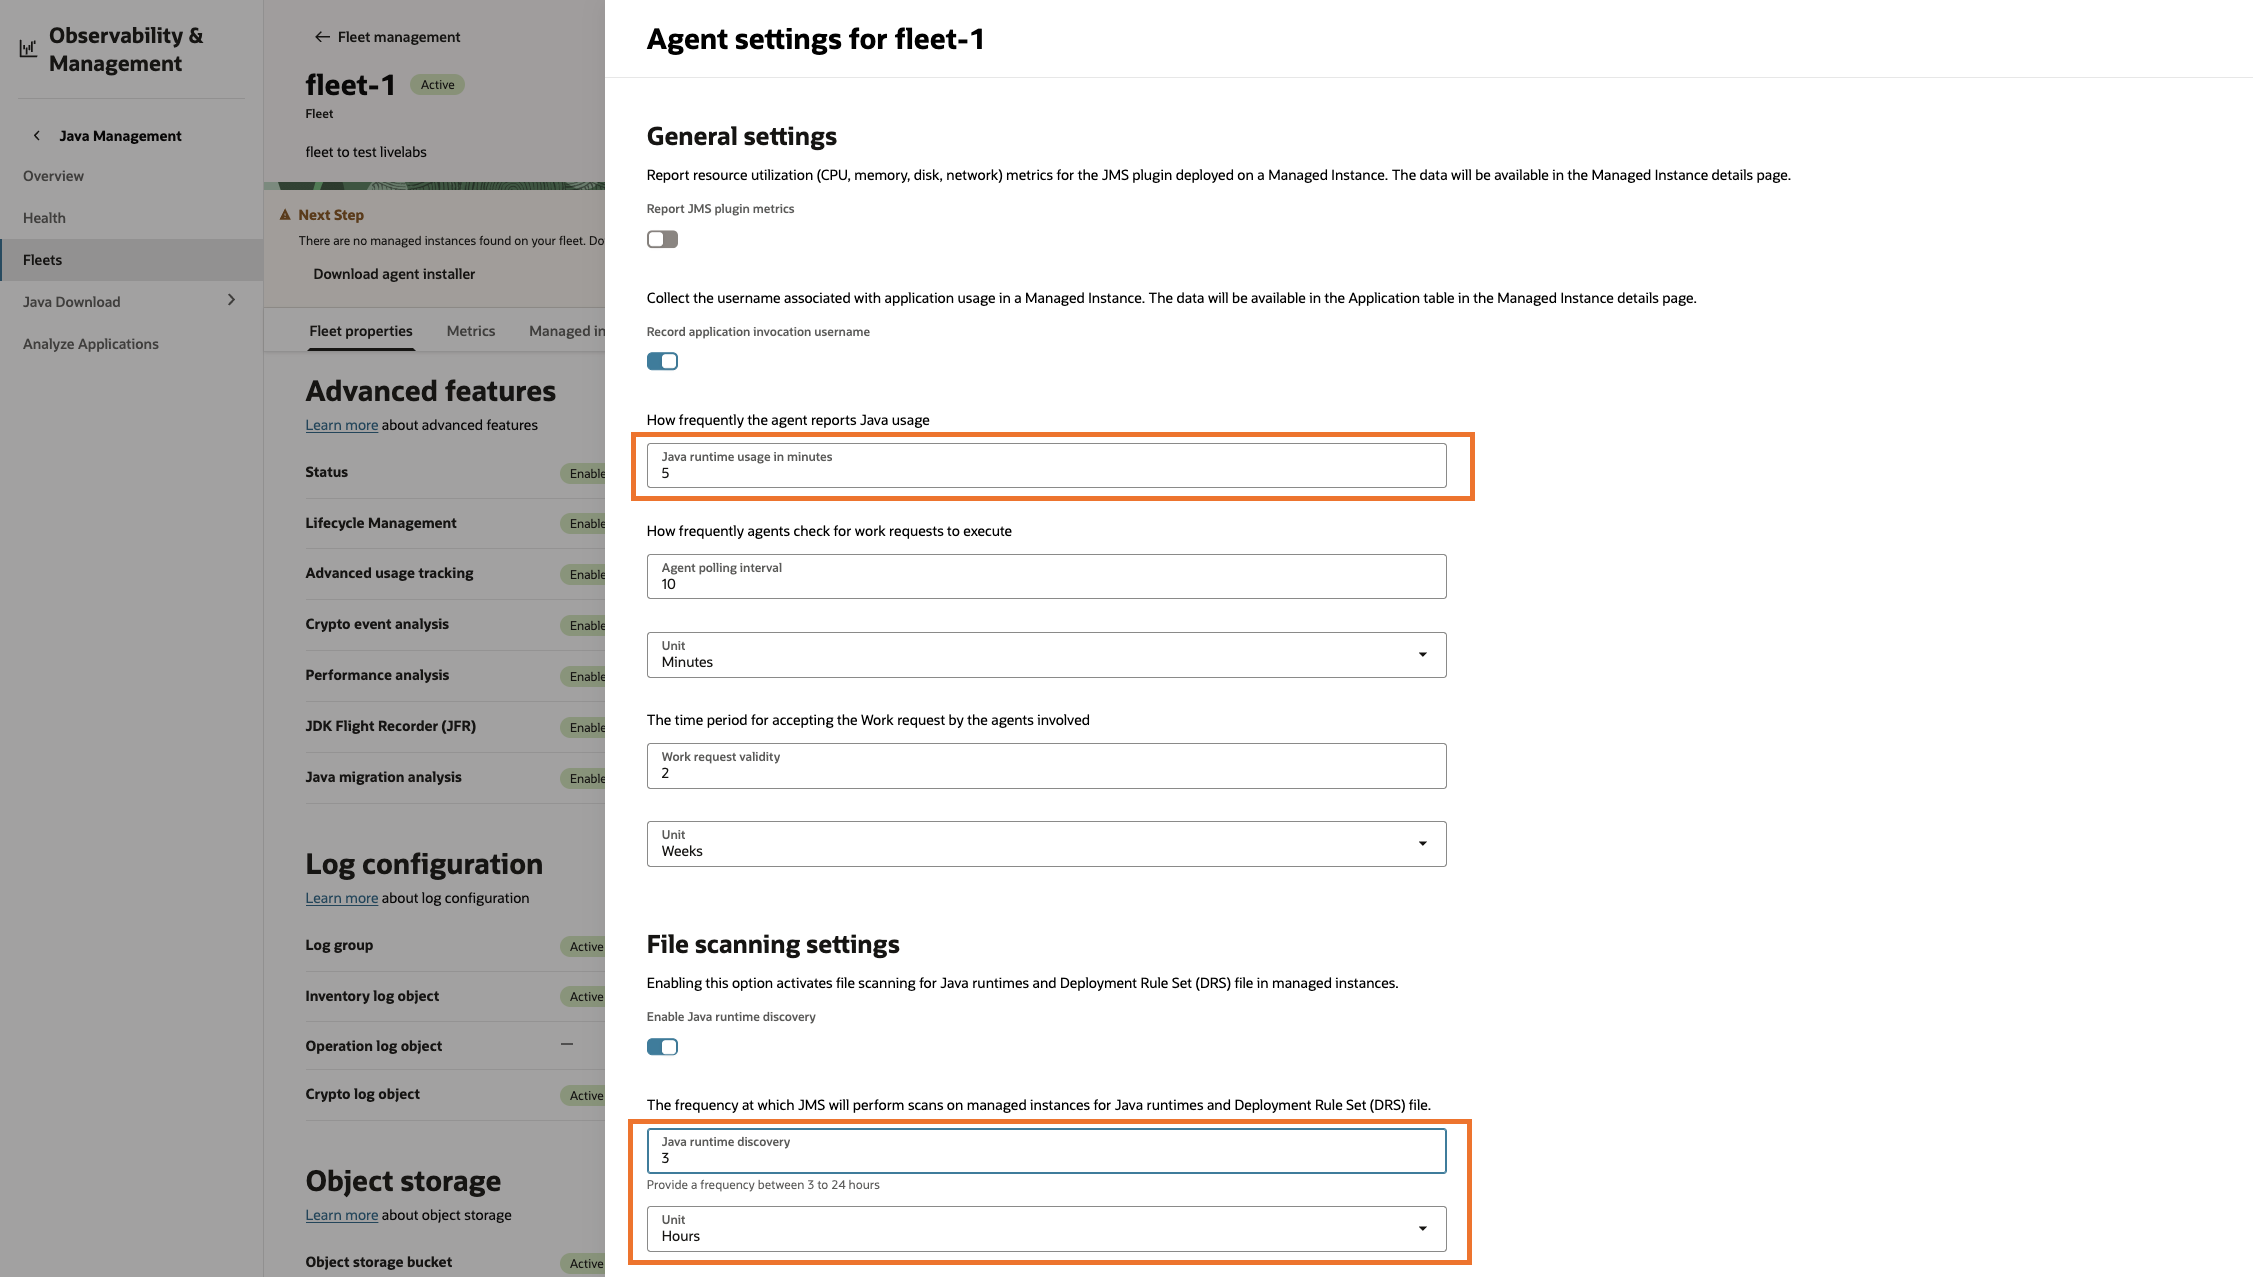 Observability &
Management
Java Management
Overview
Health
Fleets
Java Download
Analyze Applications
Fleet management
fleet-1
Active
Fleet
fleet to test livelabs
Next Step
There are no managed instances found on your fleet. Do
Download agent installer
Fleet properties
Metrics
Managed in
Advanced features
Learn more about advanced features
Status
Enable
Lifecycle Management
Enable
Advanced usage tracking
Enable
Crypto event analysis
Enable
Performance analysis
Enable
JDK Flight Recorder (JFR)
Enable
Java migration analysis
Enable
Log configuration
Learn more about log configuration
Log group
Active
Inventory log object
Active
Operation log object
—
Crypto log object
Active
Object storage
Learn more about object storage
Object storage bucket
Active
Agent settings for fleet-1
General settings
Report resource utilization (CPU, memory, disk, network) metrics for the JMS plugin deployed on a Managed Instance. The data will be available in the Managed Instance details page.
Report JMS plugin metrics
Collect the username associated with application usage in a Managed Instance. The data will be available in the Application table in the Managed Instance details page.
Record application invocation username
How frequently the agent reports Java usage
Java runtime usage in minutes
5
How frequently agents check for work requests to execute
Agent polling interval
10
Unit
Minutes
The time period for accepting the Work request by the agents involved
Work request validity
2
Unit
Weeks
File scanning settings
Enabling this option activates file scanning for Java runtimes and Deployment Rule Set (DRS) file in managed instances.
Enable Java runtime discovery
The frequency at which JMS will perform scans on managed instances for Java runtimes and Deployment Rule Set (DRS) file.
Java runtime discovery
3
Provide a frequency between 3 to 24 hours
Unit
Hours